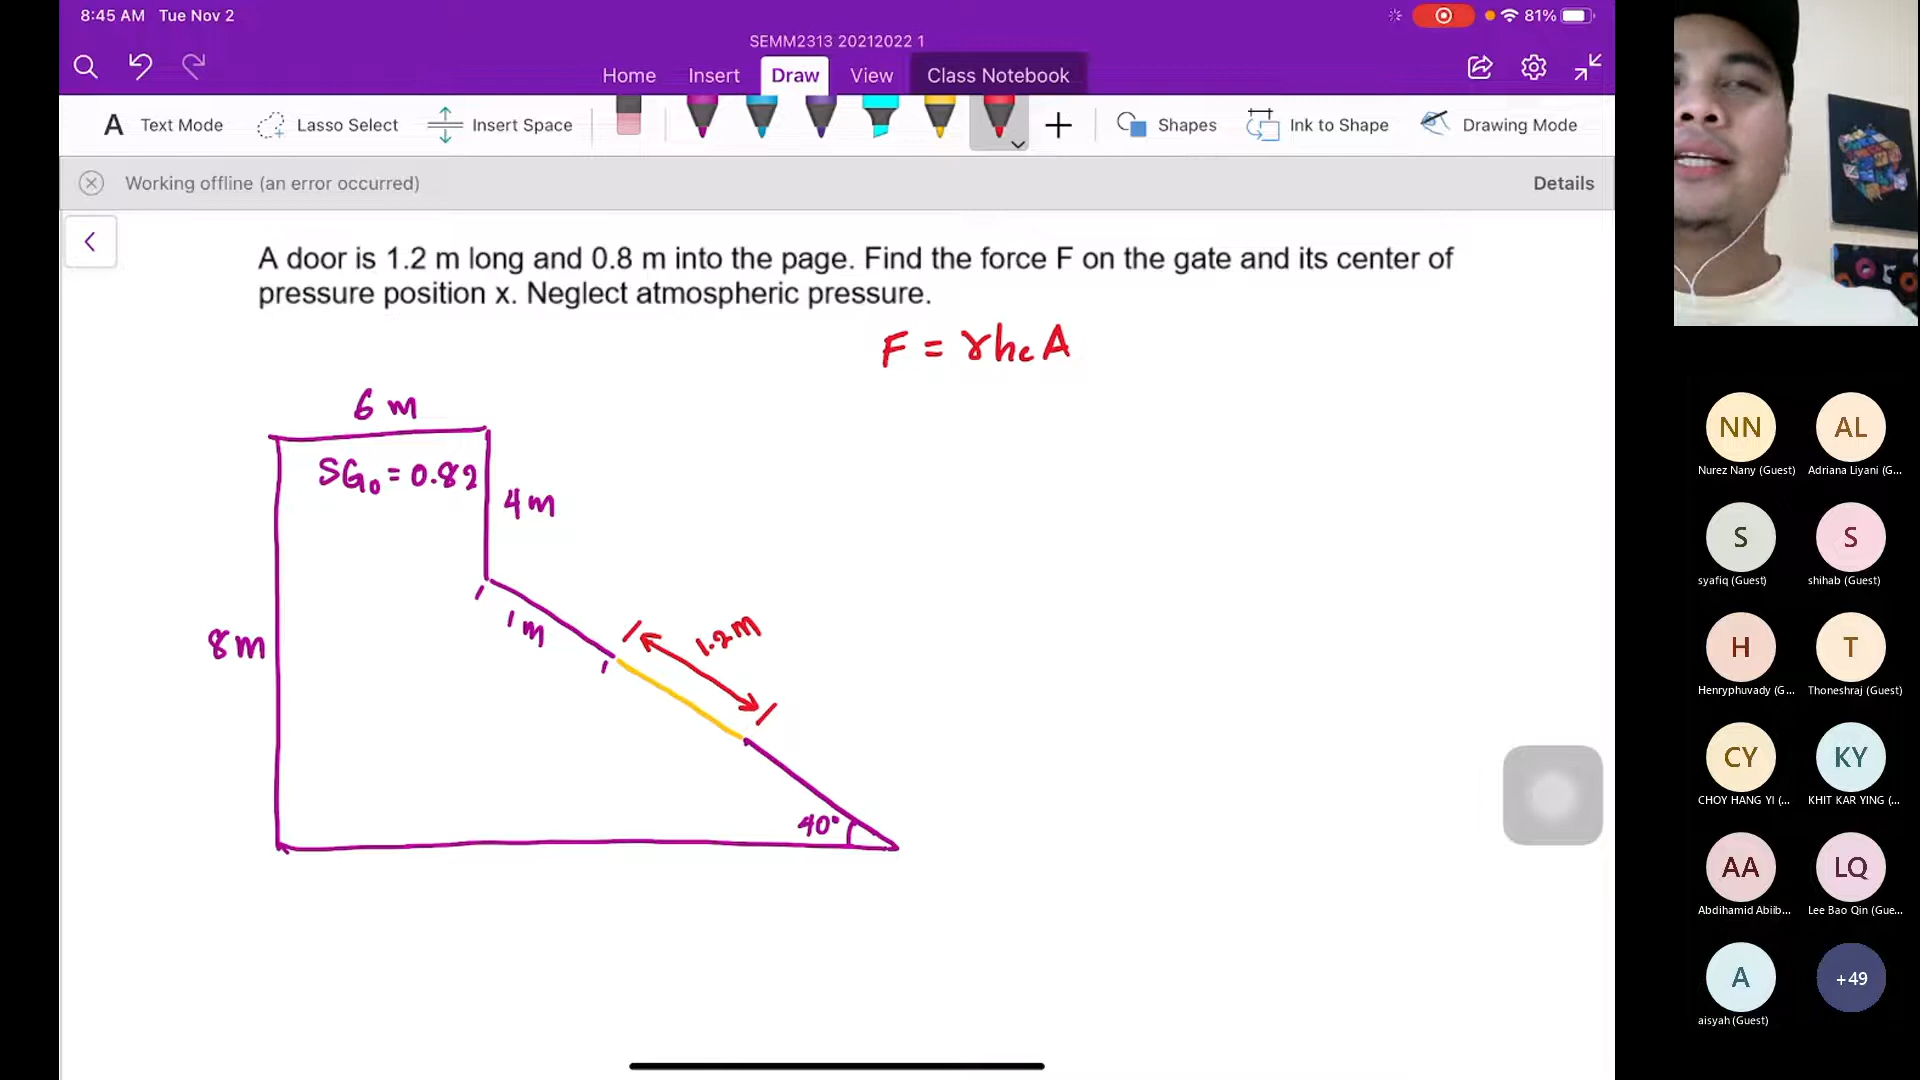 8:45 AM Tue Nov 2
81%
SEMM2313 20212022 1
Home Insert Draw View Class Notebook
A Text Mode Lasso Select Insert Space Shapes Ink to Shape Drawing Mode
Working offline (an error occurred) Details
A door is 1.2 m long and 0.8 m into the page. Find the force F on the gate and its center of
pressure position x. Neglect atmospheric pressure.
F = γhcA
6 m
SG₀ = 0.82
4m
1 m
1.2m
8m
40°
NN
Nurez Nany (Guest)
AL
Adriana Liyani (G...
S
syafiq (Guest)
S
shihab (Guest)
H
Henryphuvady (G...
T
Thoneshraj (Guest)
CY
CHOY HANG YI (...
KY
KHIT KAR YING (...
AA
Abdihamid Abiib...
LQ
Lee Bao Qin (Gue...
A
aisyah (Guest)
+49